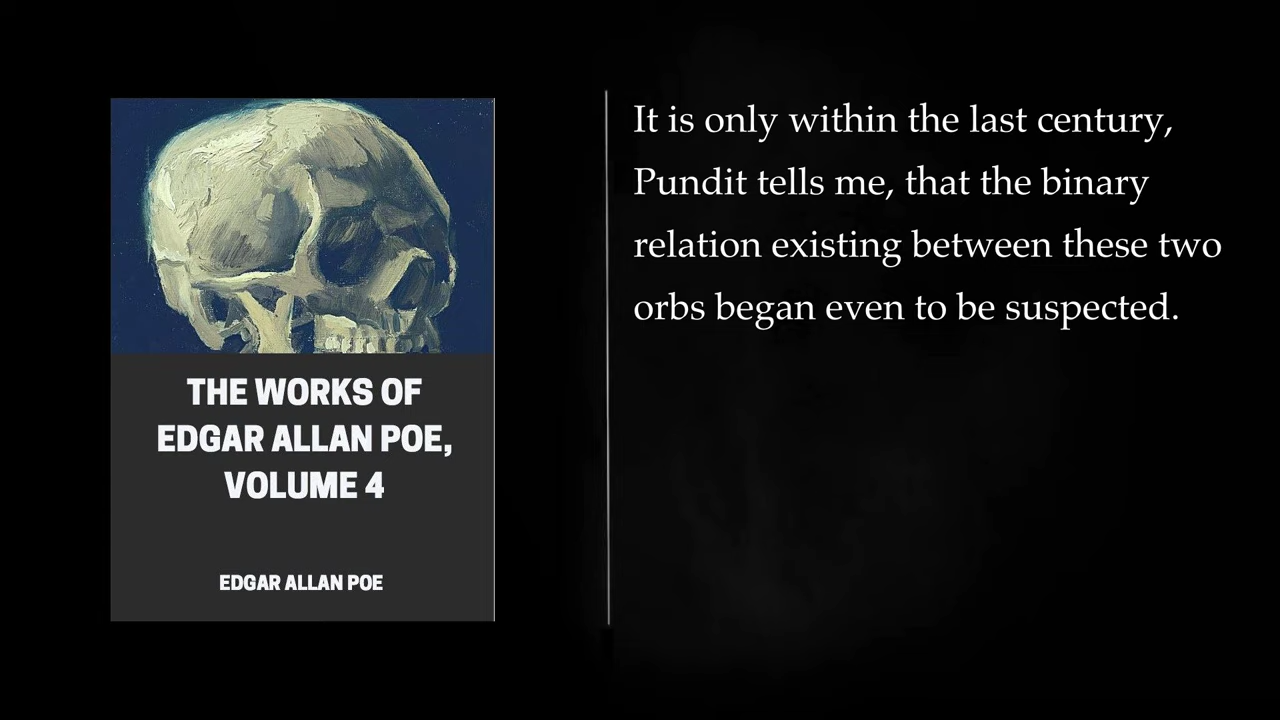 THE WORKS OF
EDGAR ALLAN POE,
VOLUME 4
EDGAR ALLAN POE
It is only within the last century,
Pundit tells me, that the binary
relation existing between these two
orbs began even to be suspected.